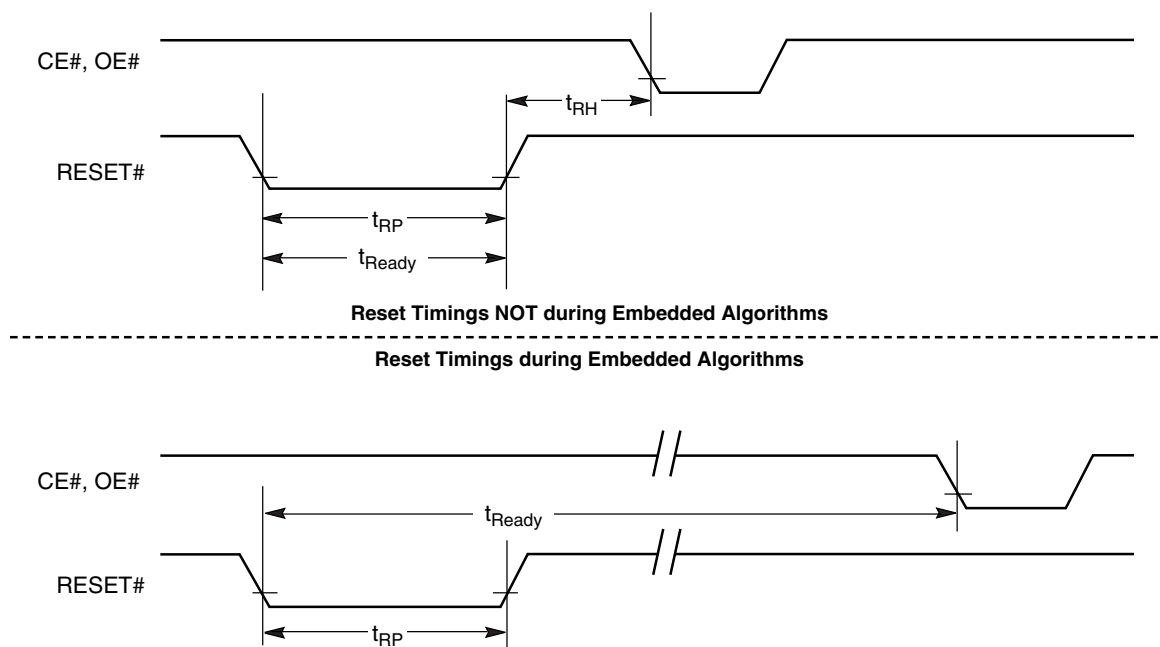 CE#, OE#
tRH
RESET#
tRP
tReady
Reset Timings NOT during Embedded Algorithms
Reset Timings during Embedded Algorithms
CE#, OE#
tReady
RESET#
tRP